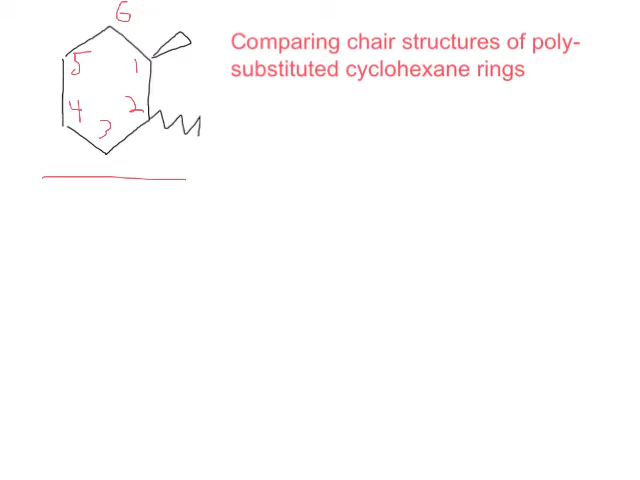 6
Comparing chair structures of poly-
substituted cyclohexane rings
5 1
4 2
3